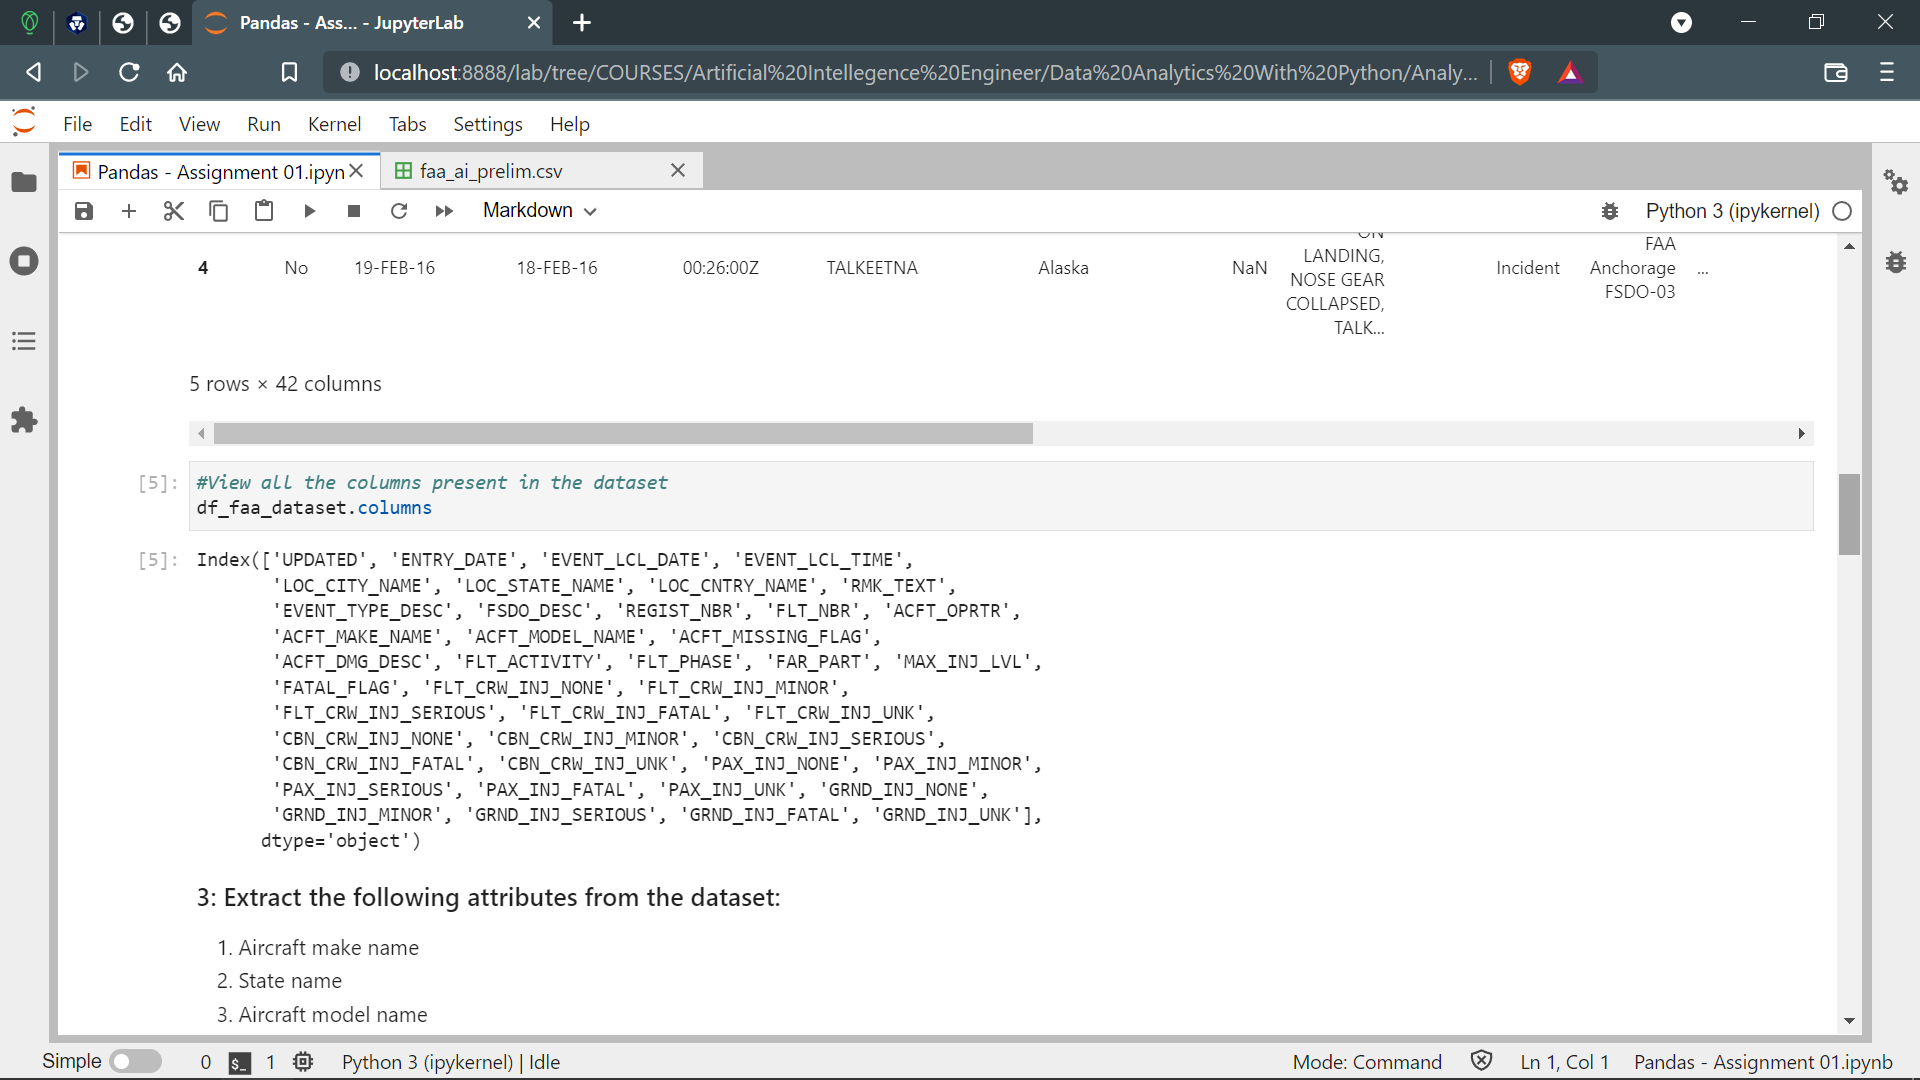 Pandas - Ass... - JupyterLab
localhost:8888/lab/tree/COURSES/Artificial%20Intellegence%20Engineer/Data%20Analytics%20With%20Python/Analy...
File Edit View Run Kernel Tabs Settings Help
Pandas - Assignment 01.ipyn
faa_ai_prelim.csv
Markdown
Python 3 (ipykernel)
4 No 19-FEB-16 18-FEB-16 00:26:00Z TALKEETNA Alaska NaN
ON
LANDING,
NOSE GEAR
COLLAPSED,
TALK...
Incident
FAA
Anchorage
FSDO-03
...
5 rows × 42 columns
[5]: #View all the columns present in the dataset
df_faa_dataset.columns
[5]: Index(['UPDATED', 'ENTRY_DATE', 'EVENT_LCL_DATE', 'EVENT_LCL_TIME',
'LOC_CITY_NAME', 'LOC_STATE_NAME', 'LOC_CNTRY_NAME', 'RMK_TEXT',
'EVENT_TYPE_DESC', 'FSDO_DESC', 'REGIST_NBR', 'FLT_NBR', 'ACFT_OPRTR',
'ACFT_MAKE_NAME', 'ACFT_MODEL_NAME', 'ACFT_MISSING_FLAG',
'ACFT_DMG_DESC', 'FLT_ACTIVITY', 'FLT_PHASE', 'FAR_PART', 'MAX_INJ_LVL',
'FATAL_FLAG', 'FLT_CRW_INJ_NONE', 'FLT_CRW_INJ_MINOR',
'FLT_CRW_INJ_SERIOUS', 'FLT_CRW_INJ_FATAL', 'FLT_CRW_INJ_UNK',
'CBN_CRW_INJ_NONE', 'CBN_CRW_INJ_MINOR', 'CBN_CRW_INJ_SERIOUS',
'CBN_CRW_INJ_FATAL', 'CBN_CRW_INJ_UNK', 'PAX_INJ_NONE', 'PAX_INJ_MINOR',
'PAX_INJ_SERIOUS', 'PAX_INJ_FATAL', 'PAX_INJ_UNK', 'GRND_INJ_NONE',
'GRND_INJ_MINOR', 'GRND_INJ_SERIOUS', 'GRND_INJ_FATAL', 'GRND_INJ_UNK'],
dtype='object')
3: Extract the following attributes from the dataset:
1. Aircraft make name
2. State name
3. Aircraft model name
Simple 0 $_ 1 Python 3 (ipykernel) | Idle Mode: Command Ln 1, Col 1 Pandas - Assignment 01.ipynb